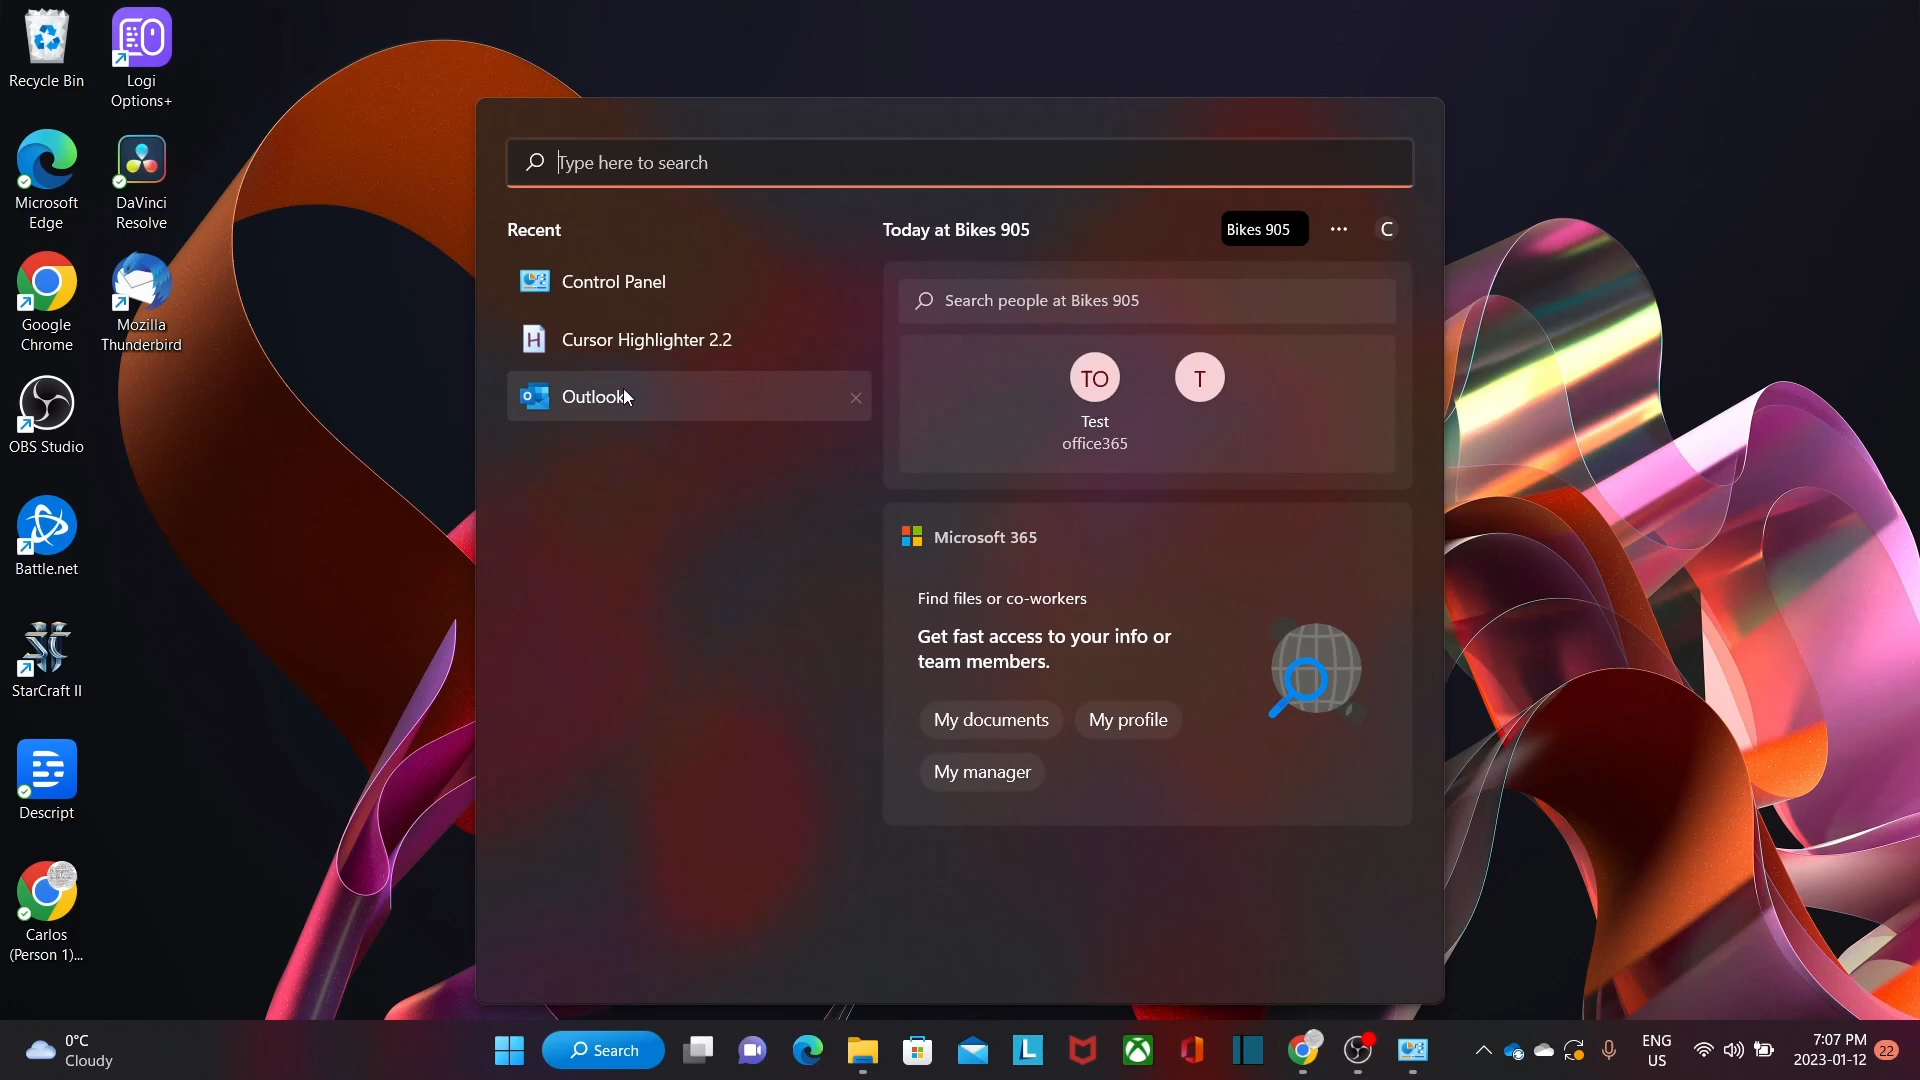 Recycle Bin
Logi
Options+
Microsoft
Edge
DaVinci
Resolve
Google
Chrome
Mozilla
Thunderbird
OBS Studio
Battle.net
StarCraft II
Descript
Carlos
(Person 1)...
Type here to search
Recent
Control Panel
Cursor Highlighter 2.2
Outlook
Today at Bikes 905
Bikes 905
C
Search people at Bikes 905
TO
T
Test
office365
Microsoft 365
Find files or co-workers
Get fast access to your info or
team members.
My documents
My profile
My manager
0°C
Cloudy
Search
ENG
US
7:07 PM
2023-01-12
22